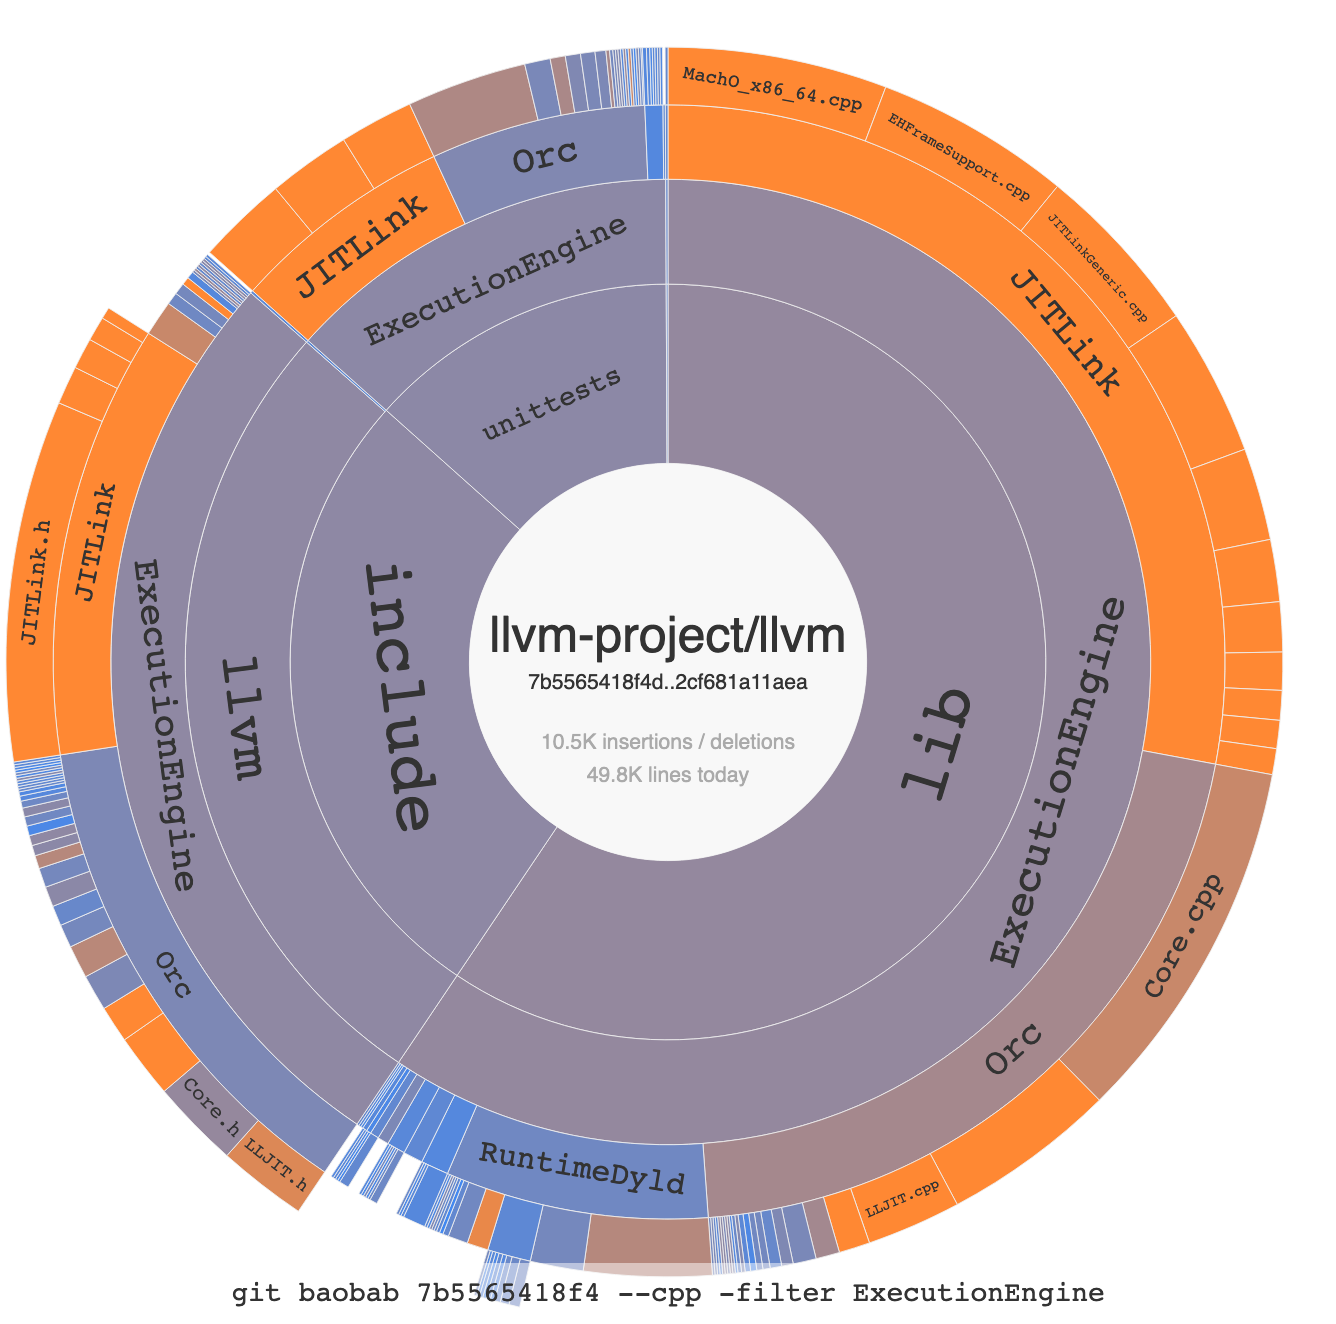 MachO_x86_64.cpp
EHFrameSupport.cpp
JITLinkGeneric.cpp
JITLink
ExecutionEngine
lib
Core.cpp
Orc
LLJIT.cpp
RuntimeDyld
LLJIT.h
Core.h
Orc
ExecutionEngine
llvm
include
JITLink
JITLink.h
JITLink
Orc
ExecutionEngine
unittests
llvm-project/llvm
7b5565418f4d..2cf681a11aea
10.5K insertions / deletions
49.8K lines today
git baobab 7b5565418f4 --cpp -filter ExecutionEngine